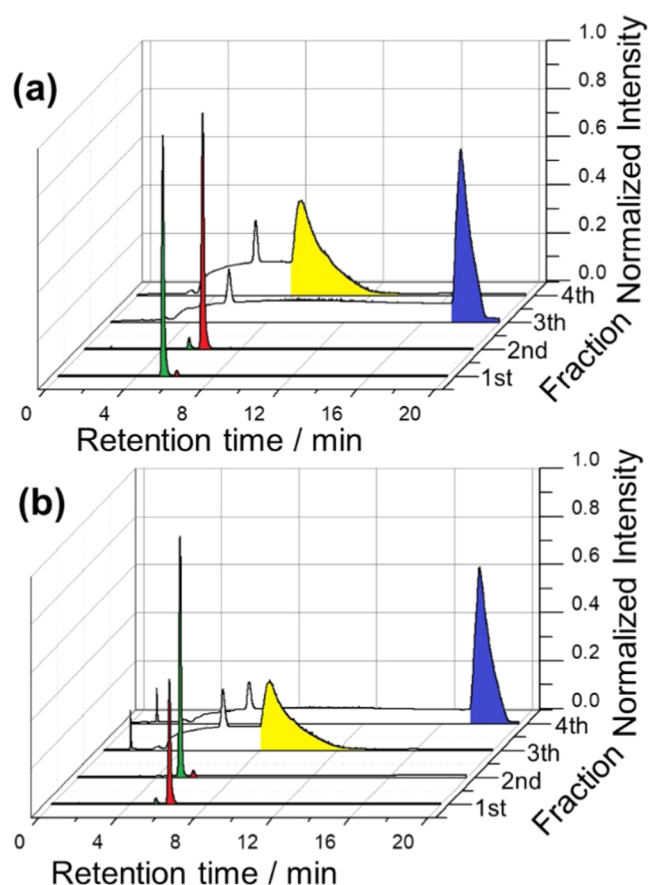 (a)
1.0
0.8
0.6
0.4
0.2
0.0
Normalized Intensity
4th
3th
2nd
1st
Fraction
0 4 8 12 16 20
Retention time / min
(b)
1.0
0.8
0.6
0.4
0.2
0.0
Normalized Intensity
4th
3th
2nd
1st
Fraction
0 4 8 12 16 20
Retention time / min